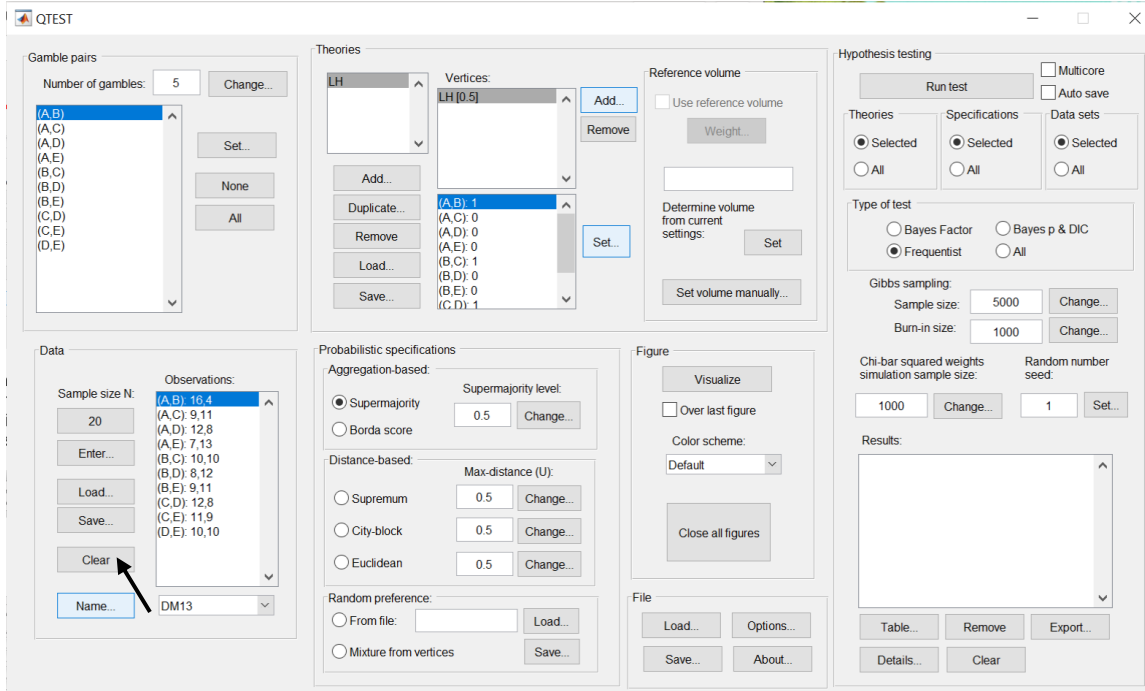 QTEST
Gamble pairs
Number of gambles: 5 Change...
(A,B)
(A,C)
(A,D)
(A,E)
(B,C)
(B,D)
(B,E)
(C,D)
(C,E)
(D,E)
Set...
None
All
Theories
LH
Add...
Duplicate...
Remove
Load...
Save...
Vertices:
LH [0.5]
Add...
Remove
(A,B): 1
(A,C): 0
(A,D): 0
(A,E): 0
(B,C): 1
(B,D): 0
(B,E): 0
(C,D): 1
Set...
Reference volume
Use reference volume
Weight...
Determine volume
from current
settings:
Set
Set volume manually...
Hypothesis testing
Run test
Multicore
Auto save
Theories
Selected
All
Specifications
Selected
All
Data sets
Selected
All
Type of test
Bayes Factor Bayes p & DIC
Frequentist All
Gibbs sampling:
Sample size: 5000 Change...
Burn-in size: 1000 Change...
Chi-bar squared weights
simulation sample size:
1000 Change...
Random number
seed:
1 Set...
Results:
Table... Remove Export...
Details... Clear
Data
Sample size N:
20
Enter...
Load...
Save...
Clear
Name... DM13
Observations:
(A,B): 16,4
(A,C): 9,11
(A,D): 12,8
(A,E): 7,13
(B,C): 10,10
(B,D): 8,12
(B,E): 9,11
(C,D): 12,8
(C,E): 11,9
(D,E): 10,10
Probabilistic specifications
Aggregation-based:
Supermajority level:
Supermajority 0.5 Change...
Borda score
Distance-based:
Max-distance (U):
Supremum 0.5 Change...
City-block 0.5 Change...
Euclidean 0.5 Change...
Random preference:
From file: Load...
Mixture from vertices Save...
Figure
Visualize
Over last figure
Color scheme:
Default
Close all figures
File
Load... Options...
Save... About...